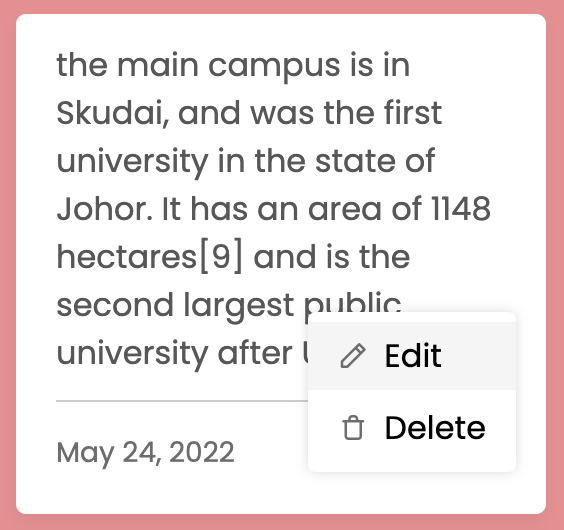 the main campus is in
Skudai, and was the first
university in the state of
Johor. It has an area of 1148
hectares[9] and is the
second largest public
university after
Edit
Delete
May 24, 2022